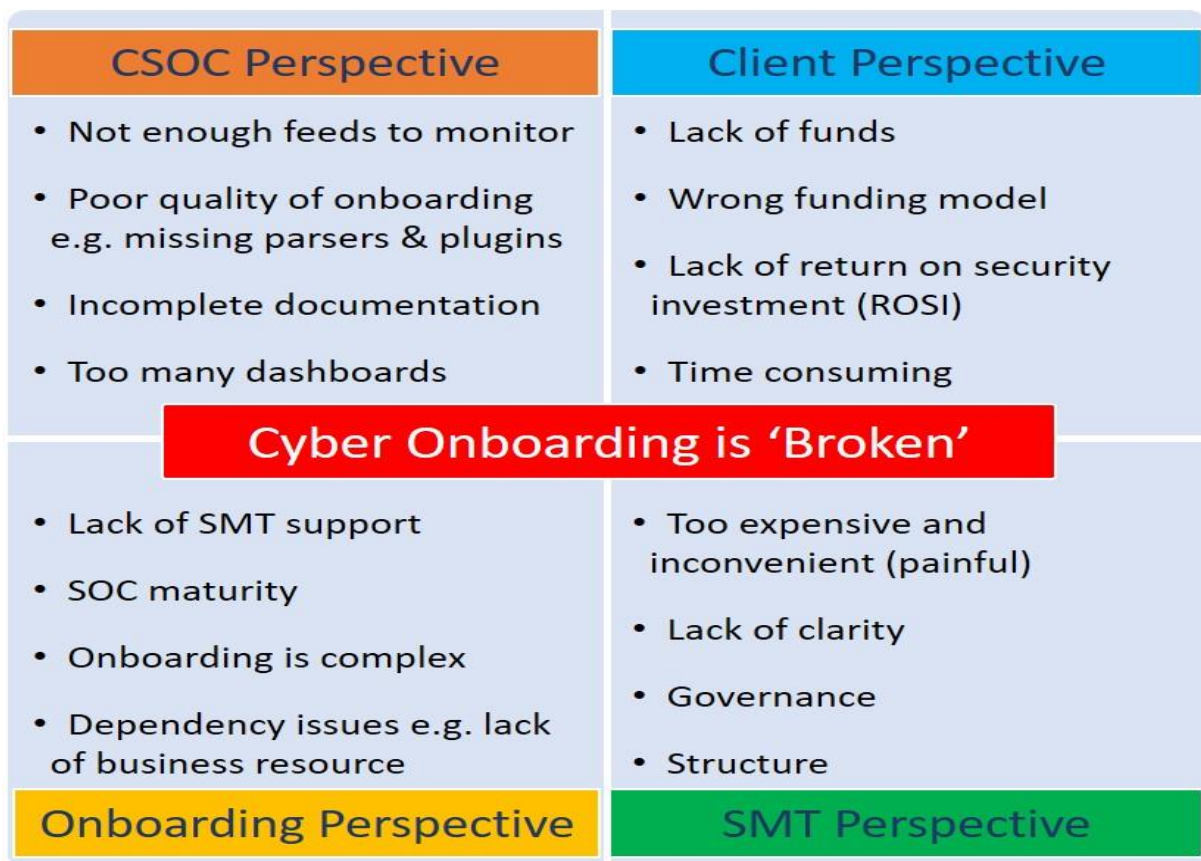 CSOC Perspective
• Not enough feeds to monitor
• Poor quality of onboarding
e.g. missing parsers & plugins
• Incomplete documentation
• Too many dashboards
Client Perspective
• Lack of funds
• Wrong funding model
• Lack of return on security
investment (ROSI)
• Time consuming
Cyber Onboarding is ‘Broken’
• Lack of SMT support
• SOC maturity
• Onboarding is complex
• Dependency issues e.g. lack
of business resource
Onboarding Perspective
• Too expensive and
inconvenient (painful)
• Lack of clarity
• Governance
• Structure
SMT Perspective